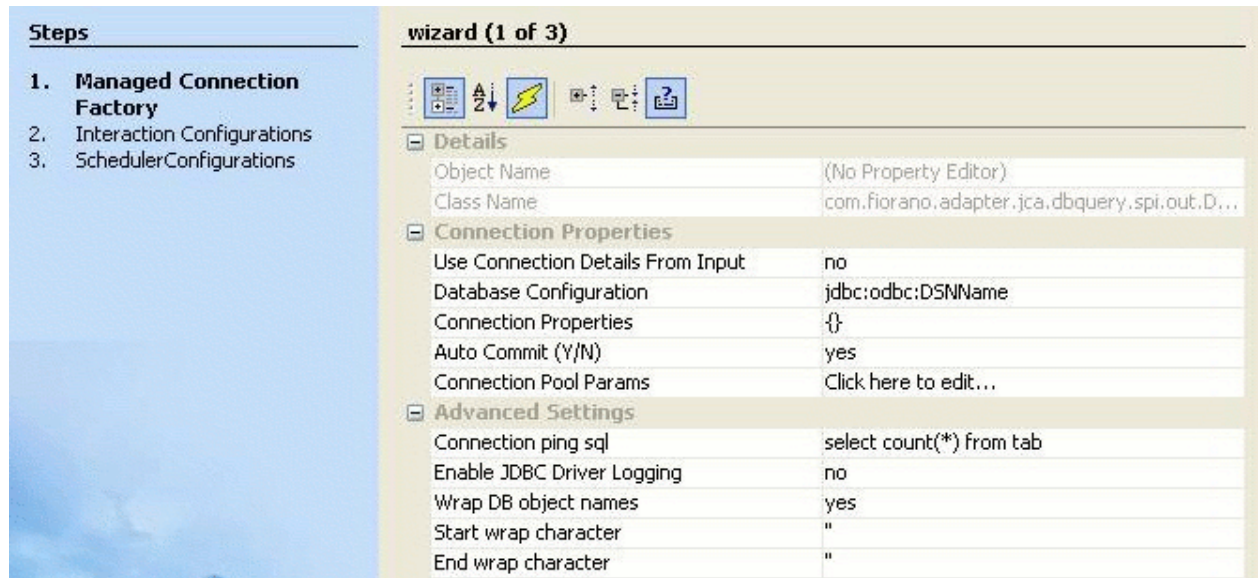 Steps
1. Managed Connection
Factory
2. Interaction Configurations
3. SchedulerConfigurations
wizard (1 of 3)
Details
Object Name (No Property Editor)
Class Name com.fiorano.adapter.jca.dbquery.spi.out.D...
Connection Properties
Use Connection Details From Input no
Database Configuration jdbc:odbc:DSNName
Connection Properties {}
Auto Commit (Y/N) yes
Connection Pool Params Click here to edit...
Advanced Settings
Connection ping sql select count(*) from tab
Enable JDBC Driver Logging no
Wrap DB object names yes
Start wrap character "
End wrap character "